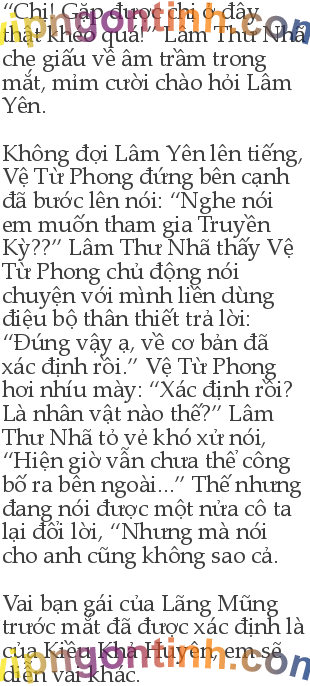 “Chị! Gặp được chị ở đây
thật khéo quá!” Lâm Thư Nhã
che giấu vẻ âm trầm trong
mắt, mỉm cười chào hỏi Lâm
Yên.
Không đợi Lâm Yên lên tiếng,
Vệ Từ Phong đứng bên cạnh
đã bước lên nói: “Nghe nói
em muốn tham gia Truyền
Kỳ??” Lâm Thư Nhã thấy Vệ
Từ Phong chủ động nói
chuyện với mình liền dùng
điệu bộ thân thiết trả lời:
“Đúng vậy ạ, về cơ bản đã
xác định rồi.” Vệ Từ Phong
hơi nhíu mày: “Xác định rồi?
Là nhân vật nào thế?” Lâm
Thư Nhã tỏ vẻ khó xử nói,
“Hiện giờ vẫn chưa thể công
bố ra bên ngoài...” Thế nhưng
đang nói được một nửa cô ta
lại đổi lời, “Nhưng mà nói
cho anh cũng không sao cả.
Vai bạn gái của Lãng Mũng
trước mắt đã được xác định là
của Kiều Khả Huyên, em sẽ
diễn vai khác.
vipngontinh.com
vipngontinh.com